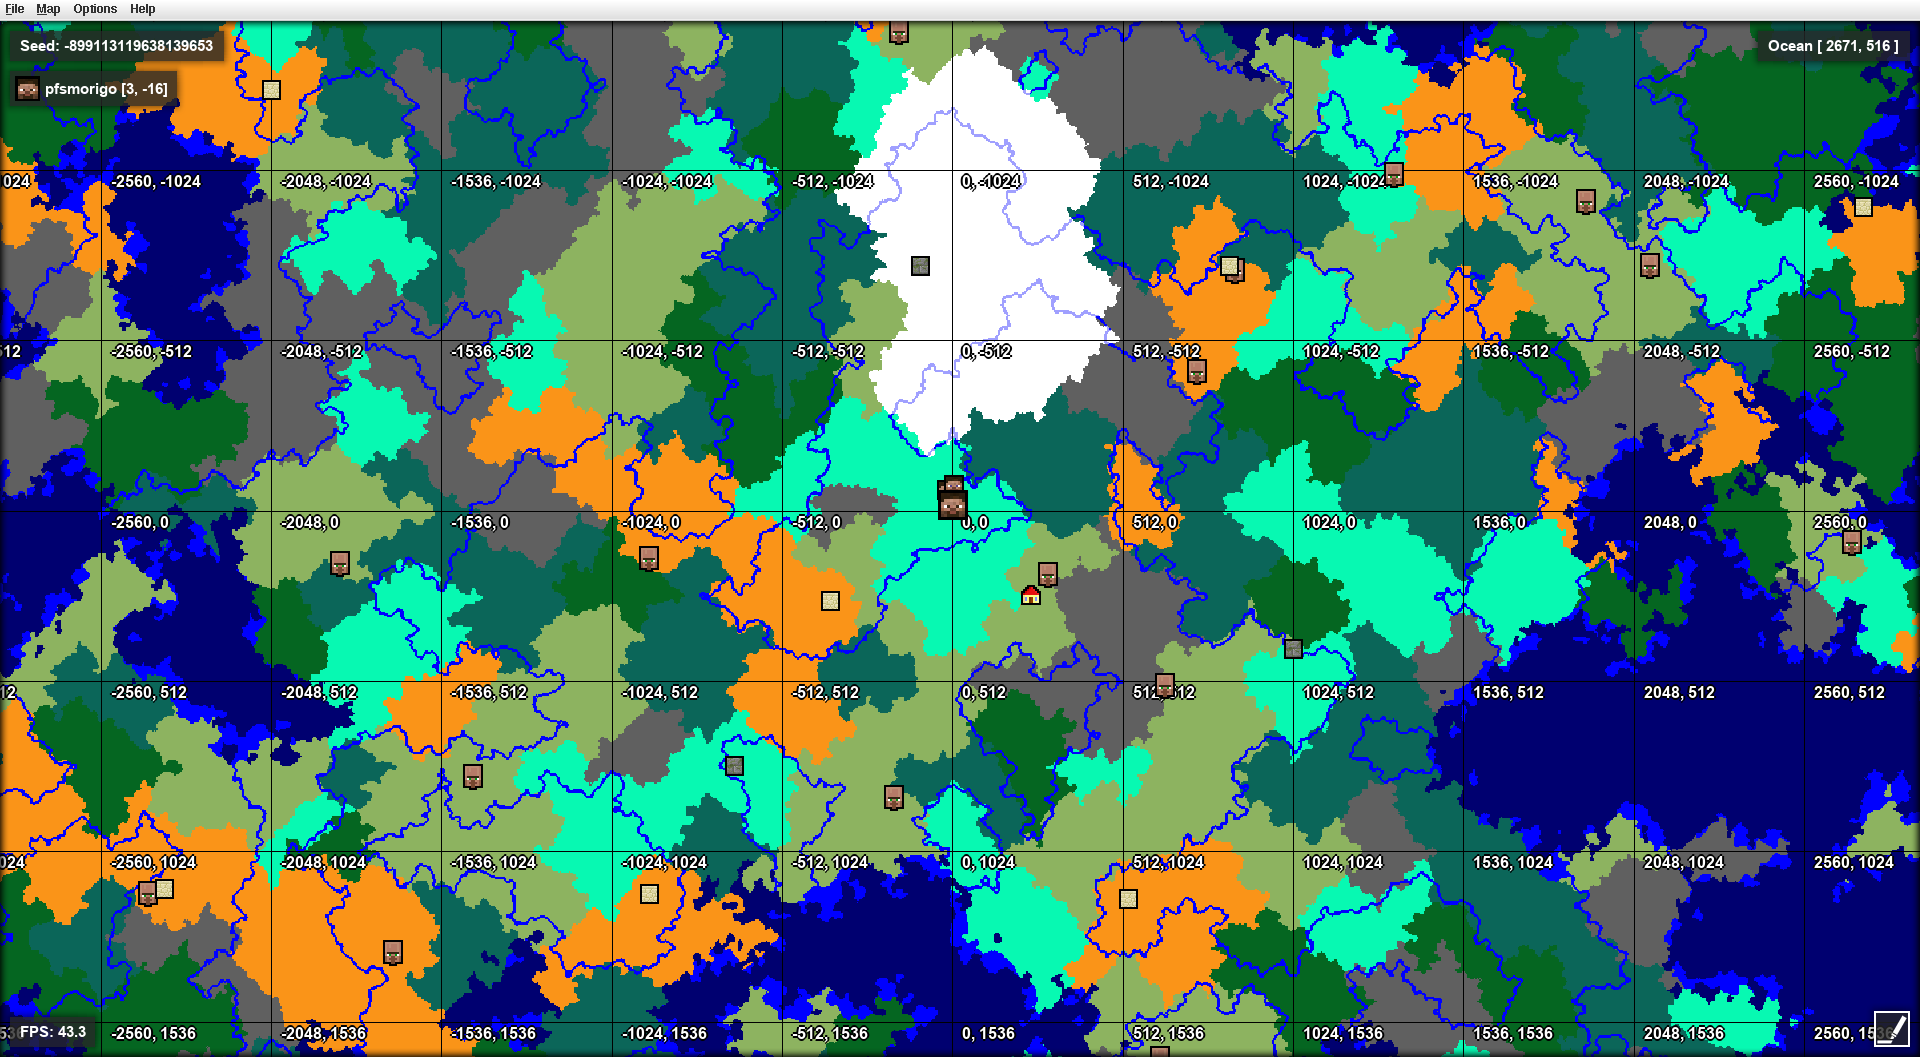 File Map Options Help
Seed: -899113119638139653
Ocean [ 2671, 516 ]
pfsmorigo [3, -16]
024 -2560, -1024 -2048, -1024 -1536, -1024 -1024, -1024 -512, -1024 0, -1024 512, -1024 1024, -1024 1536, -1024 2048, -1024 2560, -1024
512 -2560, -512 -2048, -512 -1536, -512 -1024, -512 -512, -512 0, -512 512, -512 1024, -512 1536, -512 2048, -512 2560, -512
-2560, 0 -2048, 0 -1536, 0 -1024, 0 -512, 0 0, 0 512, 0 1024, 0 1536, 0 2048, 0 2560, 0
12 -2560, 512 -2048, 512 -1536, 512 -1024, 512 -512, 512 0, 512 512, 512 1024, 512 1536, 512 2048, 512 2560, 512
024 -2560, 1024 -2048, 1024 -1536, 1024 -1024, 1024 -512, 1024 0, 1024 512, 1024 1024, 1024 1536, 1024 2048, 1024 2560, 1024
FPS: 43.3 -2560, 1536 -2048, 1536 -1536, 1536 -1024, 1536 -512, 1536 0, 1536 512, 1536 1024, 1536 1536, 1536 2048, 1536 2560, 1536